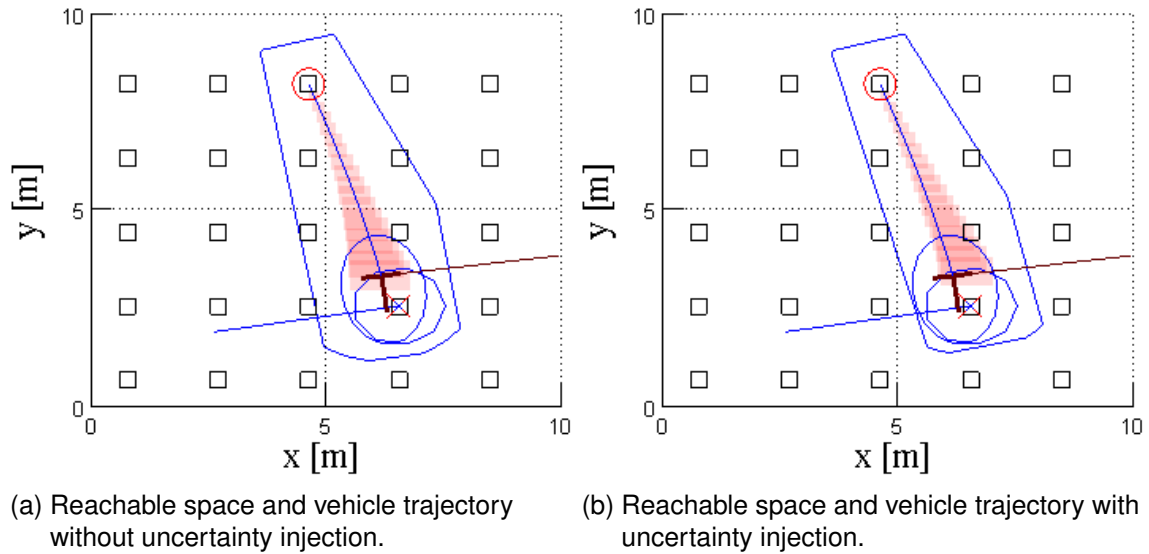 10
5
0
0
5
10
y [m]
x [m]
10
5
0
0
5
10
y [m]
x [m]
(a) Reachable space and vehicle trajectory
without uncertainty injection.
(b) Reachable space and vehicle trajectory with
uncertainty injection.